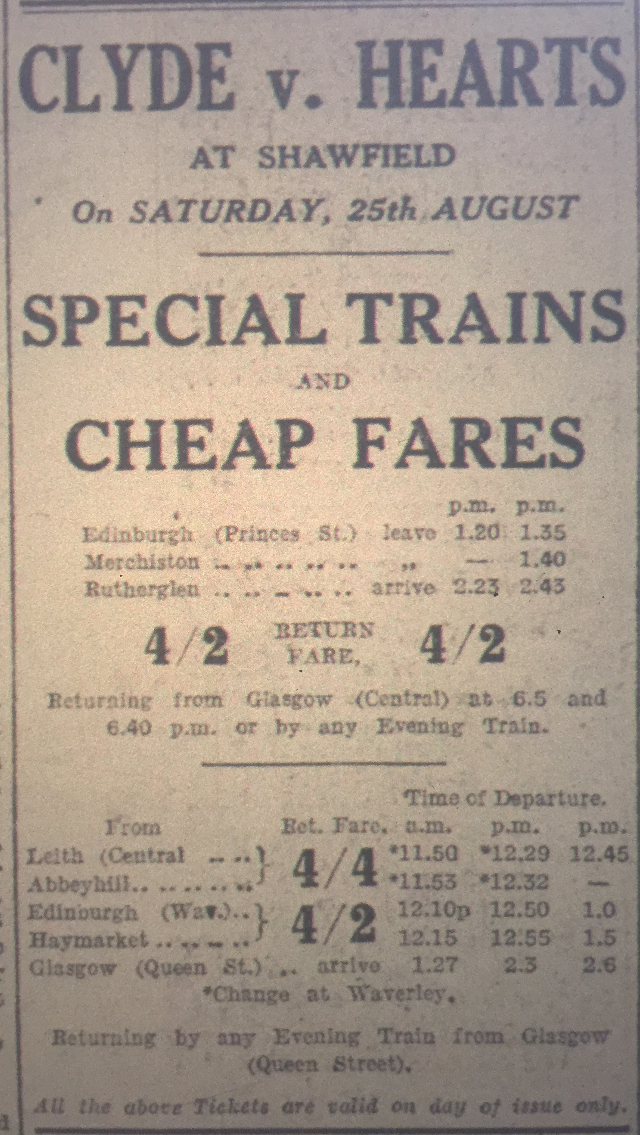 CLYDE v. HEARTS
AT SHAWFIELD
On SATURDAY, 25th AUGUST
SPECIAL TRAINS
AND
CHEAP FARES
p.m. p.m.
Edinburgh (Princes St.) leave 1.20 1.35
Merchiston .. .. .. .. .. „ — 1.40
Rutherglen .. .. .. .. .. arrive 2.23 2.43
4/2 RETURN FARE, 4/2
Returning from Glasgow (Central) at 6.5 and
6.40 p.m. or by any Evening Train.
Time of Departure.
From Ret. Fare. a.m. p.m. p.m.
Leith (Central .. ..} 4/4 *11.50 *12.29 12.45
Abbeyhill.. .. .. .. ..} *11.53 *12.32 —
Edinburgh (Wav.)..} 4/2 12.10p 12.50 1.0
Haymarket .. .. .. ..} 12.15 12.55 1.5
Glasgow (Queen St.) .. arrive 1.27 2.3 2.6
*Change at Waverley.
Returning by any Evening Train from Glasgow
(Queen Street).
All the above Tickets are valid on day of issue only.